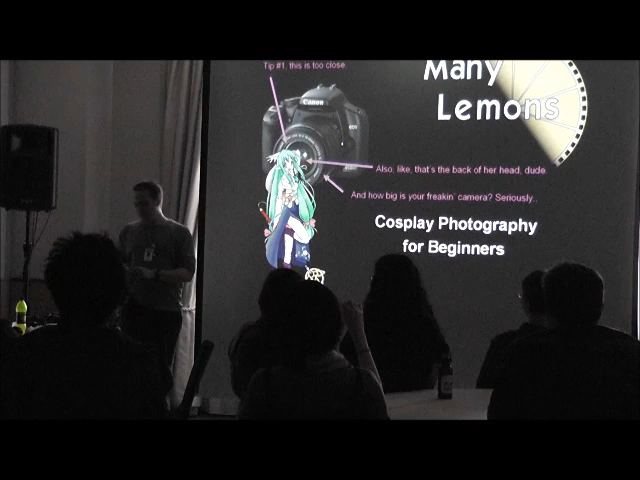 Tip #1, this is too close.
Many
Lemons
Canon
Also, like, that's the back of her head, dude.
And how big is your freakin' camera? Seriously..
Cosplay Photography
for Beginners